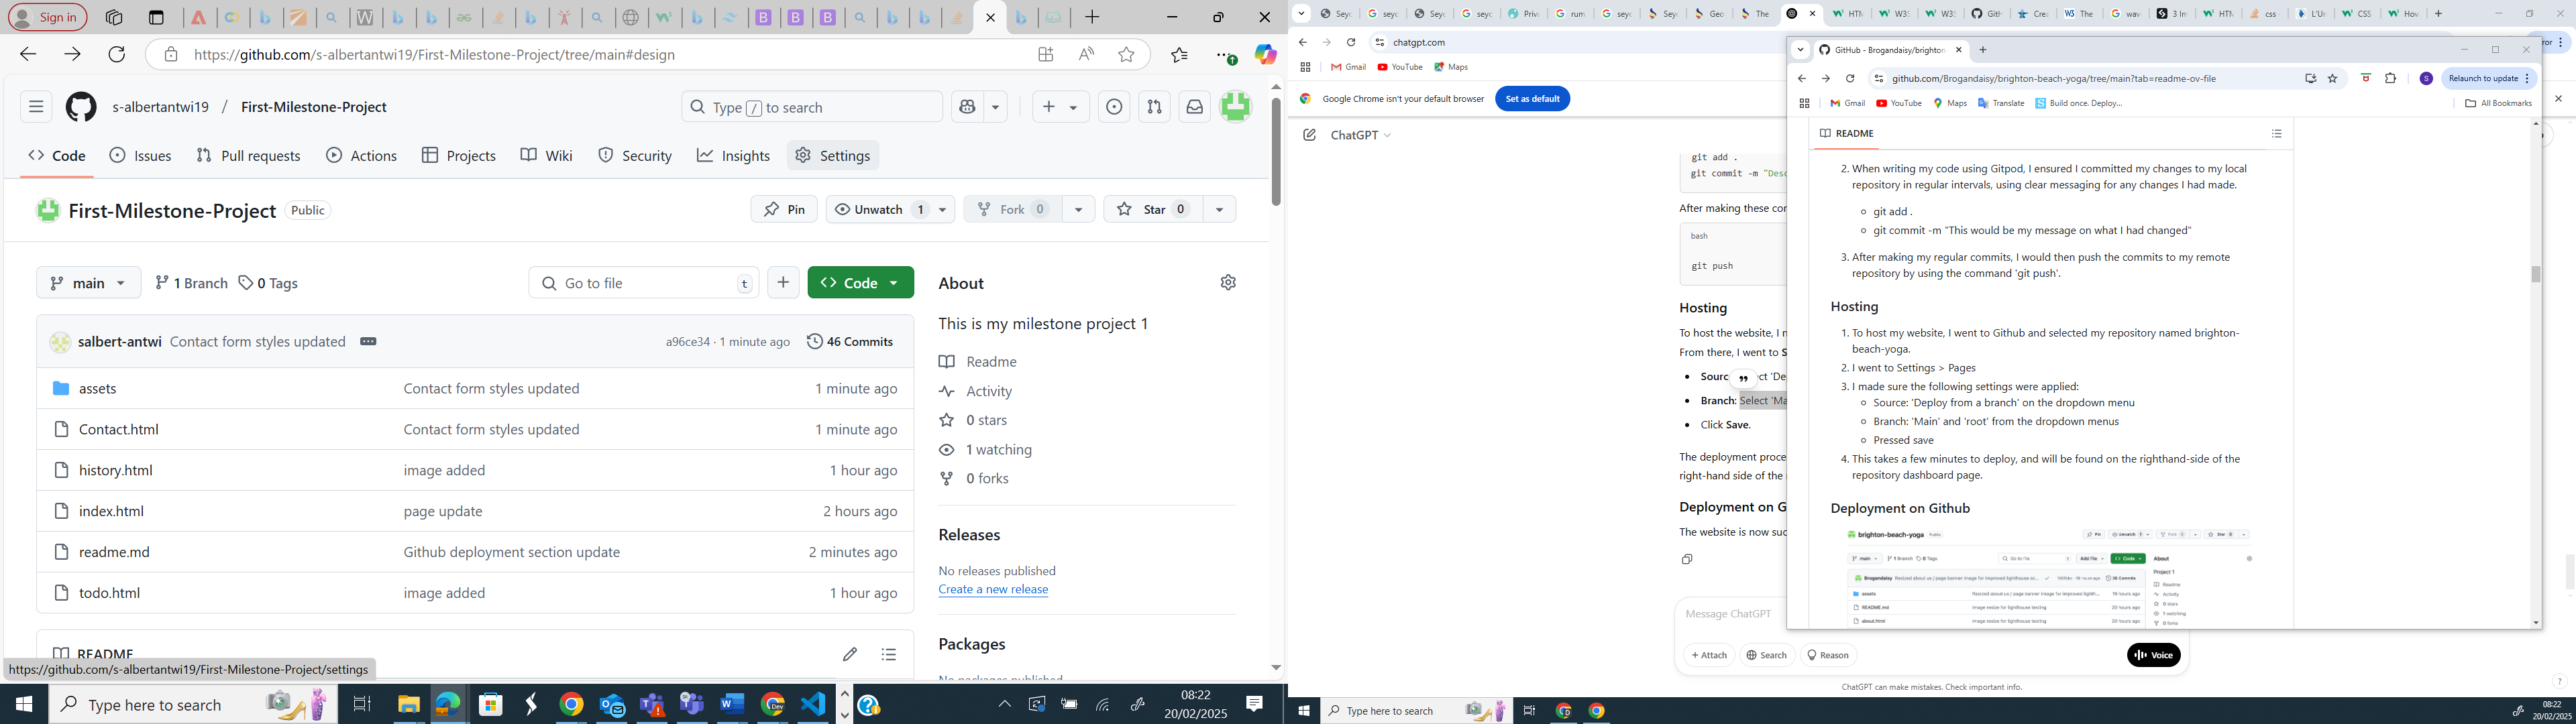 Sign in
https://github.com/s-albertantwi19/First-Milestone-Project/tree/main#design
s-albertantwi19 / First-Milestone-Project
Type / to search
Code
Issues
Pull requests
Actions
Projects
Wiki
Security
Insights
Settings
First-Milestone-Project Public
Pin
Unwatch 1
Fork 0
Star 0
main
1 Branch
0 Tags
Go to file t
Code
salbert-antwi Contact form styles updated
a96ce34 · 1 minute ago
46 Commits
assets Contact form styles updated 1 minute ago
Contact.html Contact form styles updated 1 minute ago
history.html image added 1 hour ago
index.html page update 2 hours ago
readme.md Github deployment section update 2 minutes ago
todo.html image added 1 hour ago
README
About
This is my milestone project 1
Readme
Activity
0 stars
1 watching
0 forks
Releases
No releases published
Create a new release
Packages
No packages published
https://github.com/s-albertantwi19/First-Milestone-Project/settings
Type here to search
08:22
20/02/2025
chatgpt.com
Gmail YouTube Maps
Google Chrome isn't your default browser Set as default
ChatGPT
git add .
git commit -m "Desc
After making these cor
bash
git push
Hosting
To host the website, I
From there, I went to S
Branch: Select 'Ma
Click Save.
The deployment proce
right-hand side of the
Deployment on G
The website is now suc
Message ChatGPT
Attach
Search
Reason
Voice
ChatGPT can make mistakes. Check important info.
GitHub - Brogandaisy/brighton
github.com/Brogandaisy/brighton-beach-yoga/tree/main?tab=readme-ov-file
Relaunch to update
Gmail YouTube Maps Translate Build once. Deploy...
All Bookmarks
README
2. When writing my code using Gitpod, I ensured I committed my changes to my local
repository in regular intervals, using clear messaging for any changes I had made.
git add .
git commit -m "This would be my message on what I had changed"
3. After making my regular commits, I would then push the commits to my remote
repository by using the command 'git push'.
Hosting
1. To host my website, I went to Github and selected my repository named brighton-
beach-yoga.
2. I went to Settings > Pages
3. I made sure the following settings were applied:
Source: 'Deploy from a branch' on the dropdown menu
Branch: 'Main' and 'root' from the dropdown menus
Pressed save
4. This takes a few minutes to deploy, and will be found on the righthand-side of the
repository dashboard page.
Deployment on Github
brighton-beach-yoga
main
Go to file
Add file
Code
About
Project 1
Brogandaisy
assets
README.md
about.html
Type here to search
08:22
20/02/2025